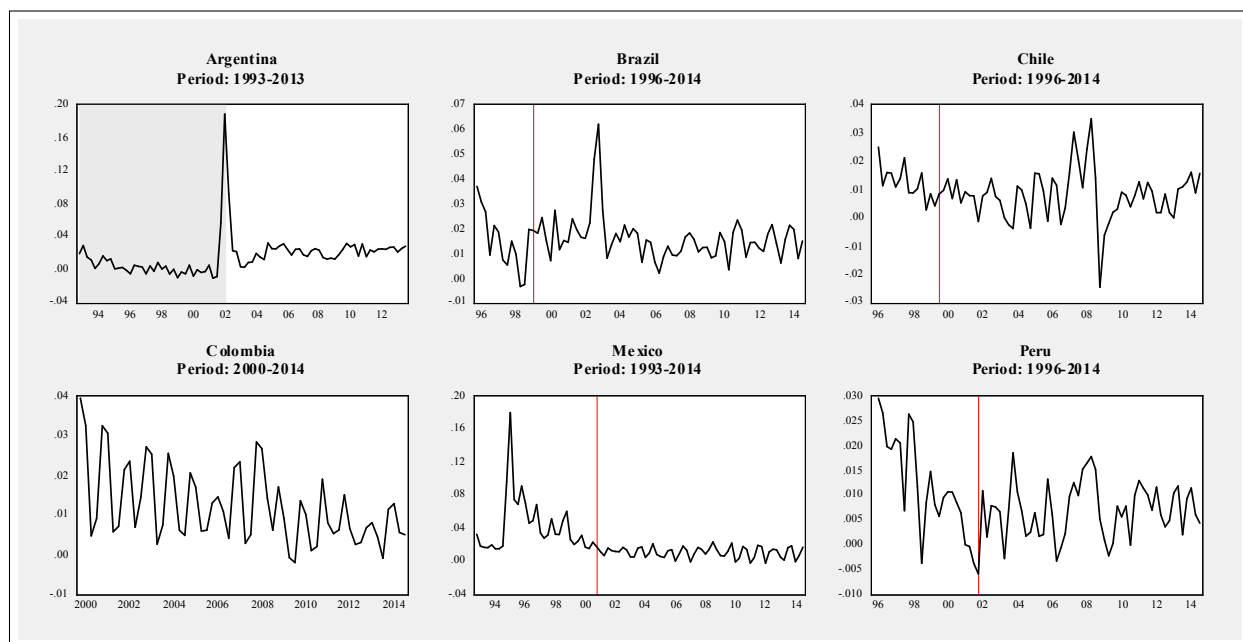 Argentina
Period: 1993-2013
.20
.16
.12
.08
.04
.00
-.04
94 96 98 00 02 04 06 08 10 12
Brazil
Period: 1996-2014
.07
.06
.05
.04
.03
.02
.01
.00
-.01
96 98 00 02 04 06 08 10 12 14
Chile
Period: 1996-2014
.04
.03
.02
.01
.00
-.01
-.02
-.03
96 98 00 02 04 06 08 10 12 14
Colombia
Period: 2000-2014
.04
.03
.02
.01
.00
-.01
2000 2002 2004 2006 2008 2010 2012 2014
Mexico
Period: 1993-2014
.20
.16
.12
.08
.04
.00
-.04
94 96 98 00 02 04 06 08 10 12 14
Peru
Period: 1996-2014
.030
.025
.020
.015
.010
.005
.000
-.005
-.010
96 98 00 02 04 06 08 10 12 14